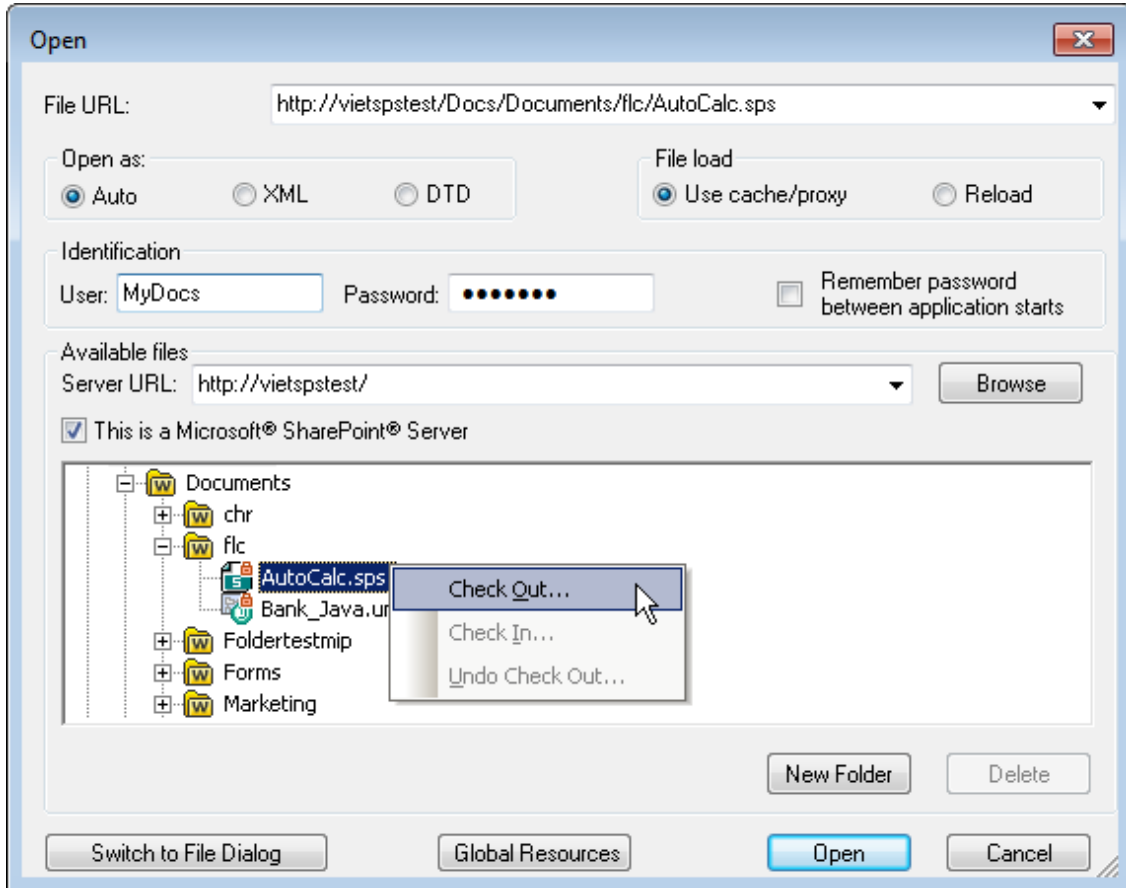 Open
File URL: http://vietspstest/Docs/Documents/flc/AutoCalc.sps
Open as: File load
Auto XML DTD Use cache/proxy Reload
Identification
User: MyDocs Password: ●●●●●●● Remember password
between application starts
Available files
Server URL: http://vietspstest/ Browse
This is a Microsoft® SharePoint® Server
Documents
chr
flc
AutoCalc.sps Check Out...
Bank_Java.
Check In...
Foldertestmip
Forms Undo Check Out...
Marketing
New Folder Delete
Switch to File Dialog Global Resources Open Cancel